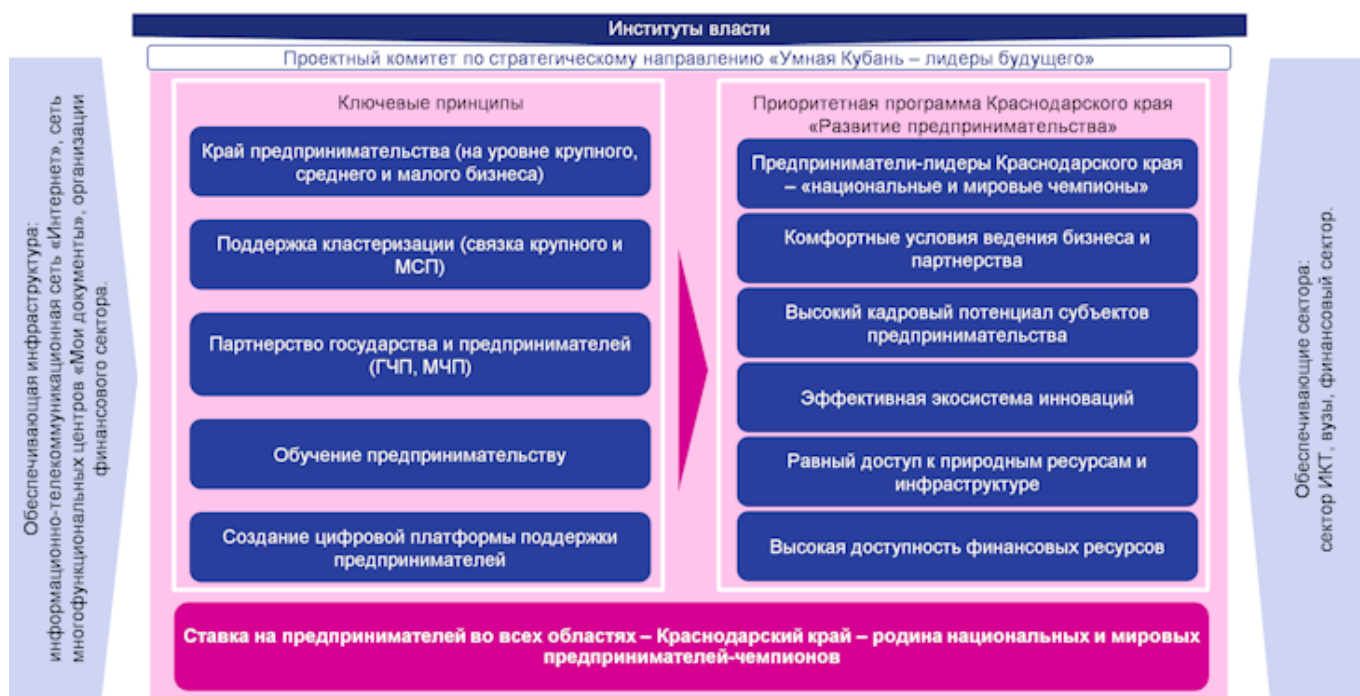 Институты власти
Проектный комитет по стратегическому направлению «Умная Кубань – лидеры будущего»
Обеспечивающая инфраструктура:
информационно-телекоммуникационная сеть «Интернет», сеть
многофункциональных центров «Мои документы», организации
финансового сектора.
Ключевые принципы
Край предпринимательства (на уровне крупного,
среднего и малого бизнеса)
Поддержка кластеризации (связка крупного и
МСП)
Партнерство государства и предпринимателей
(ГЧП, МЧП)
Обучение предпринимательству
Создание цифровой платформы поддержки
предпринимателей
Приоритетная программа Краснодарского края
«Развитие предпринимательства»
Предприниматели-лидеры Краснодарского края
– «национальные и мировые чемпионы»
Комфортные условия ведения бизнеса и
партнерства
Высокий кадровый потенциал субъектов
предпринимательства
Эффективная экосистема инноваций
Равный доступ к природным ресурсам и
инфраструктуре
Высокая доступность финансовых ресурсов
Обеспечивающие сектора:
сектор ИКТ, вузы, финансовый сектор.
Ставка на предпринимателей во всех областях – Краснодарский край – родина национальных и мировых
предпринимателей-чемпионов